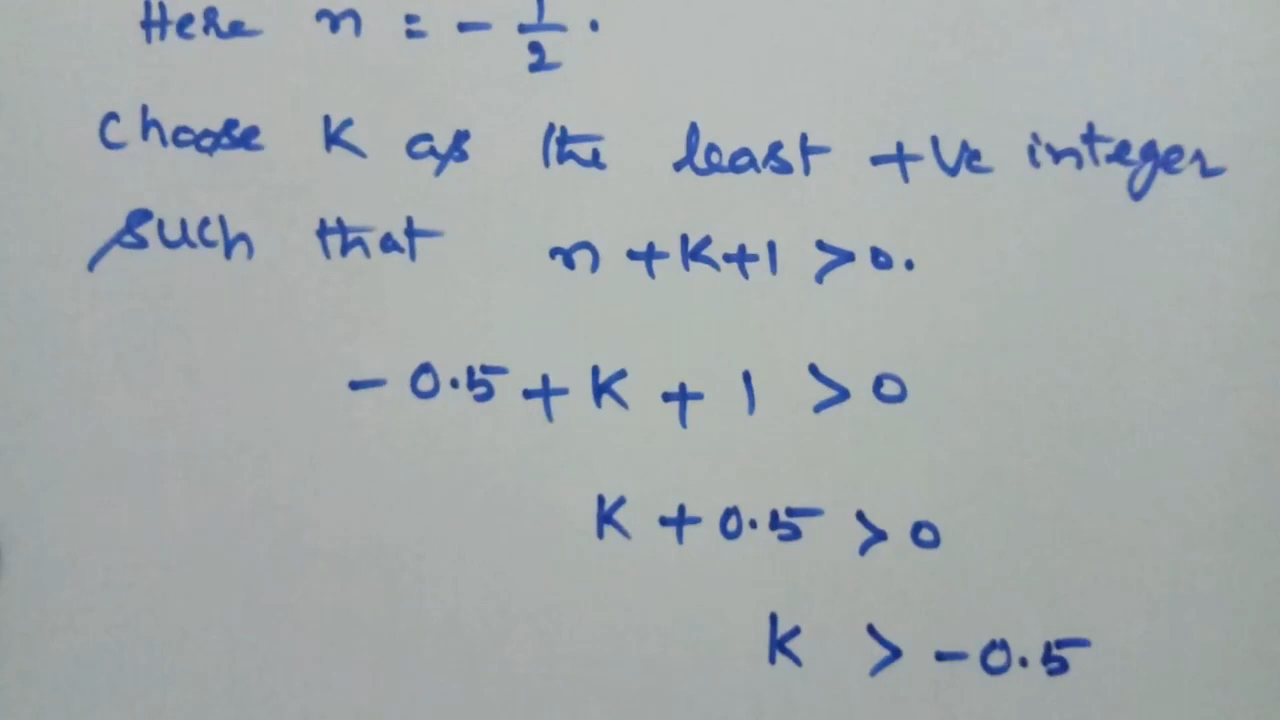 Here n = - 1/2 .
Choose K as the least +ve integer
such that n + K + 1 > 0.
- 0.5 + K + 1 > 0
K + 0.5 > 0
K > - 0.5